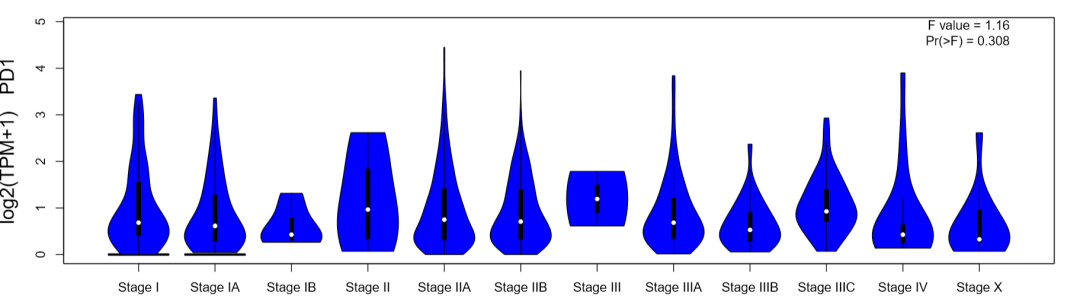 F value = 1.16
Pr(>F) = 0.308
log2(TPM+1) PD1
5
4
3
2
1
0
Stage I Stage IA Stage IB Stage II Stage IIA Stage IIB Stage III Stage IIIA Stage IIIB Stage IIIC Stage IV Stage X